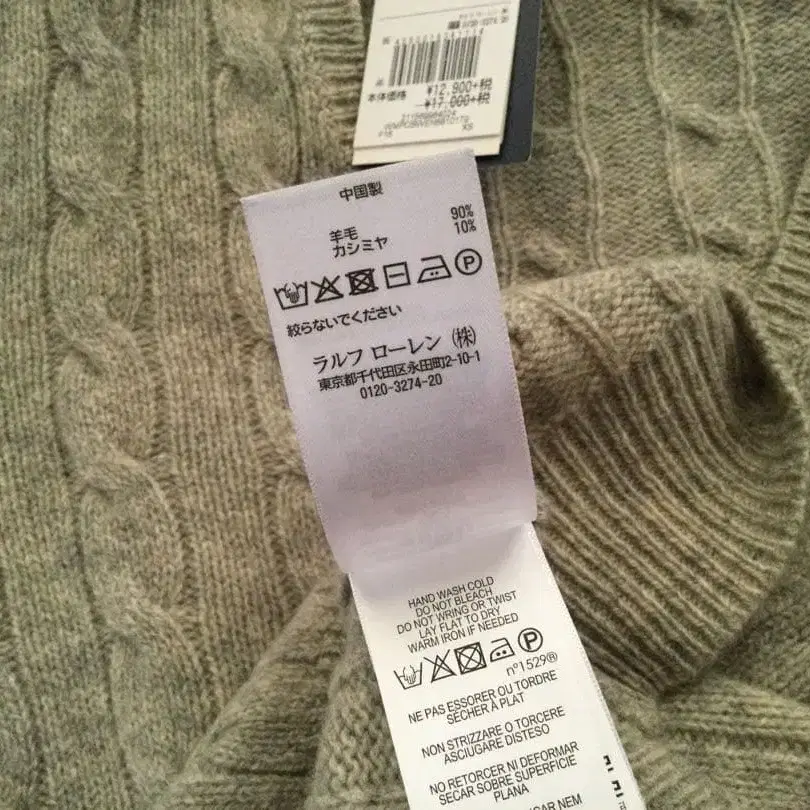 本体価格
¥12,900+税
¥17,000+税
XS
中国製
羊毛 90%
カシミヤ 10%
絞らないでください
ラルフ ローレン (株)
東京都千代田区永田町2-10-1
0120-3274-20
HAND WASH COLD
DO NOT BLEACH
DO NOT WRING OR TWIST
LAY FLAT TO DRY
WARM IRON IF NEEDED
n°1529®
NE PAS ESSORER OU TORDRE
SÉCHER À PLAT
NON STRIZZARE O TORCERE
ASCIUGARE DISTESO
NO RETORCER NI DEFORMAR
SECAR SOBRE SUPERFICIE
PLANA